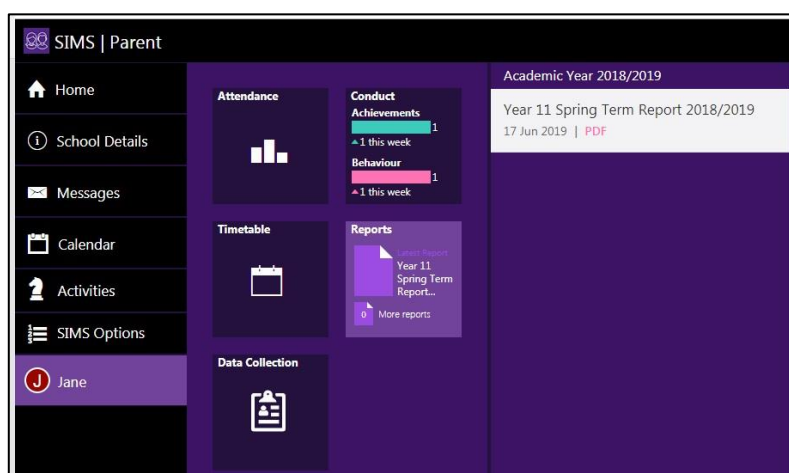 SIMS | Parent
Home
School Details
Messages
Calendar
Activities
SIMS Options
J
Jane
Attendance
Conduct
Achievements
1
1 this week
Behaviour
1
1 this week
Timetable
Reports
Latest Report
Year 11
Spring Term
Report...
0
More reports
Data Collection
Academic Year 2018/2019
Year 11 Spring Term Report 2018/2019
17 Jun 2019 | PDF